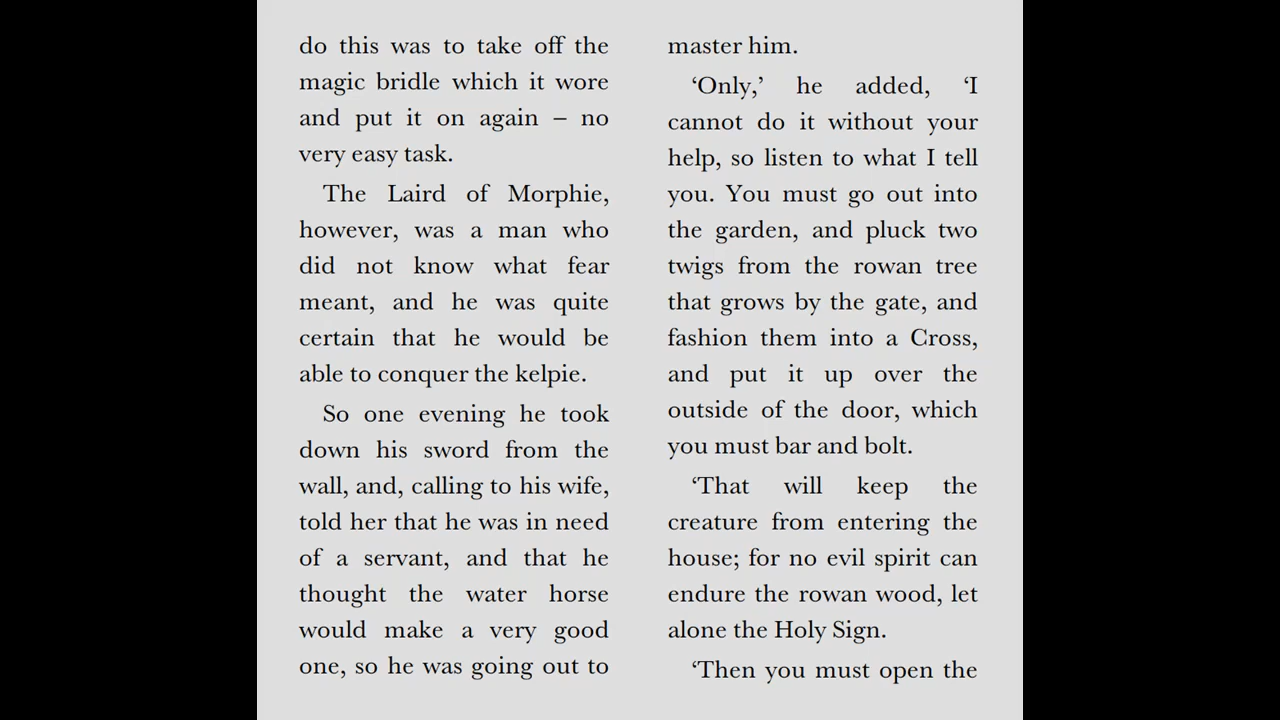 do this was to take off the
magic bridle which it wore
and put it on again – no
very easy task.
The Laird of Morphie,
however, was a man who
did not know what fear
meant, and he was quite
certain that he would be
able to conquer the kelpie.
So one evening he took
down his sword from the
wall, and, calling to his wife,
told her that he was in need
of a servant, and that he
thought the water horse
would make a very good
one, so he was going out to
master him.
‘Only,’ he added, ‘I
cannot do it without your
help, so listen to what I tell
you. You must go out into
the garden, and pluck two
twigs from the rowan tree
that grows by the gate, and
fashion them into a Cross,
and put it up over the
outside of the door, which
you must bar and bolt.
‘That will keep the
creature from entering the
house; for no evil spirit can
endure the rowan wood, let
alone the Holy Sign.
‘Then you must open the